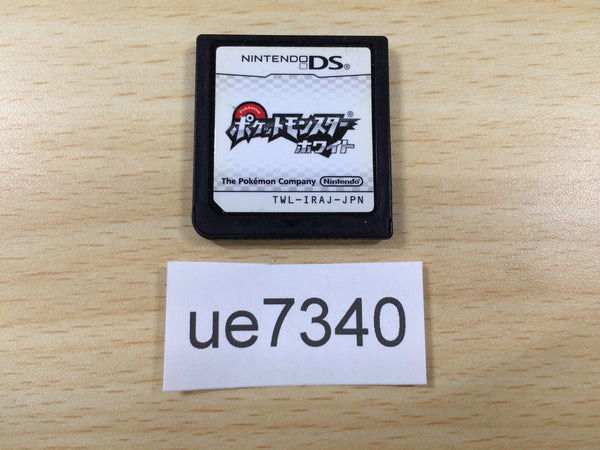 NINTENDO DS®
Pokémon
ポケットモンスター®
ホワイト
The Pokémon Company Nintendo
TWL-IRAJ-JPN
ue7340